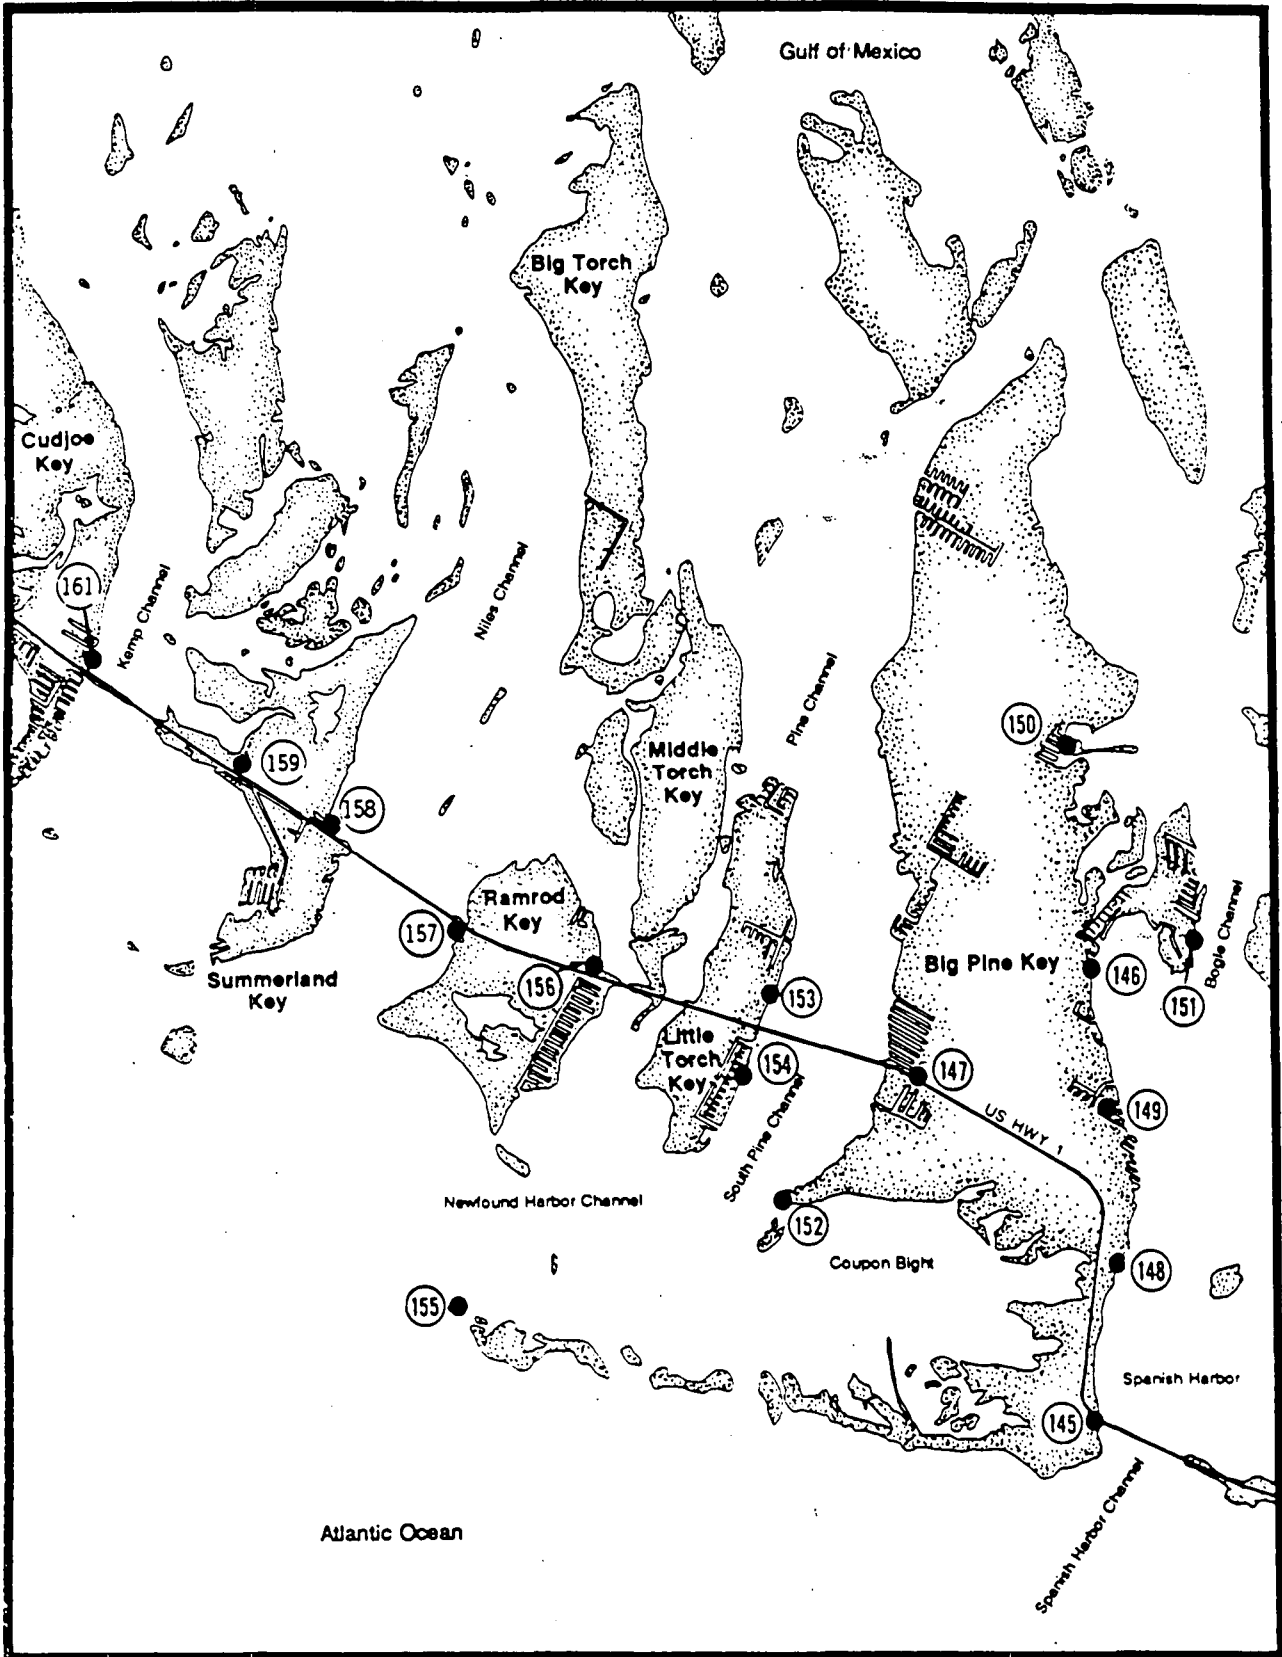 Gulf of Mexico
Big Torch
Key
Cudjoe
Key
161
Kemp Channel
Niles Channel
Pine Channel
150
Middle
Torch
Key
159
158
Ramrod
Key
157
156
Summerland
Key
153
Little
Torch
Key
154
147
Big Pine Key
146
151
Bogie Channel
149
US HWY 1
South Pine Channel
Newfound Harbor Channel
152
Coupon Bight
148
155
Spanish Harbor
145
Spanish Harbor Channel
Atlantic Ocean